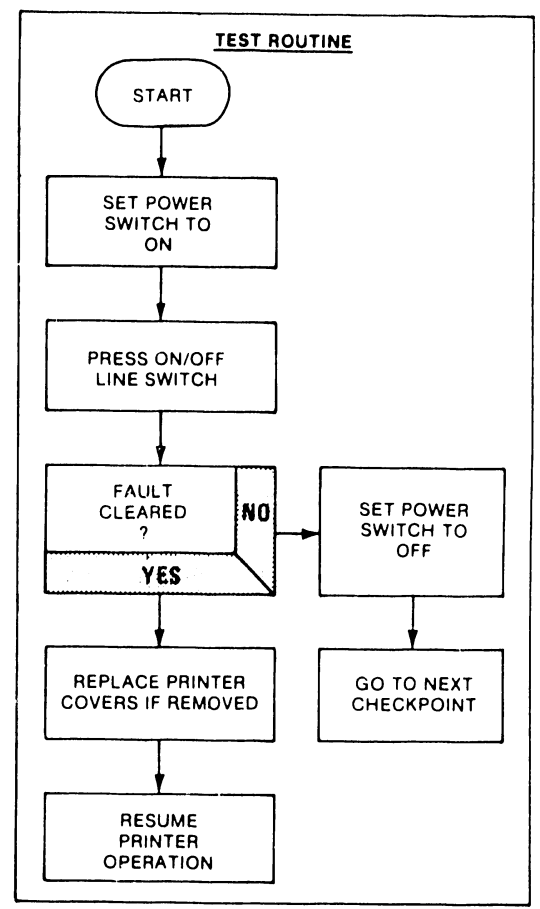 TEST ROUTINE
START
SET POWER
SWITCH TO
ON
PRESS ON/OFF
LINE SWITCH
FAULT
CLEARED
?
NO
YES
SET POWER
SWITCH TO
OFF
REPLACE PRINTER
COVERS IF REMOVED
GO TO NEXT
CHECKPOINT
RESUME
PRINTER
OPERATION